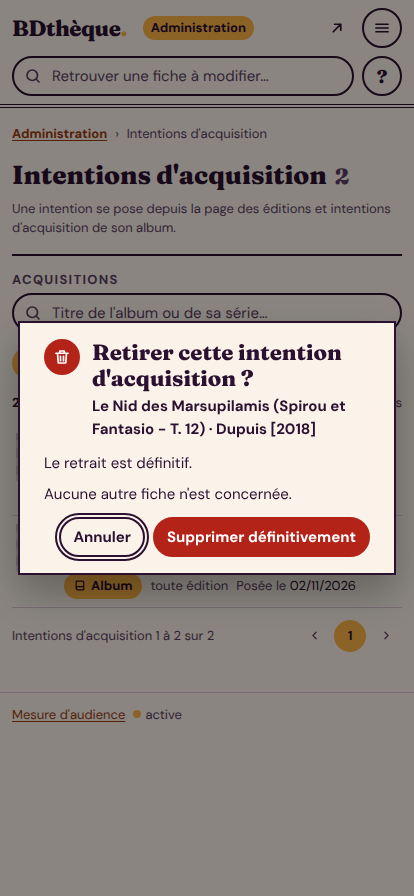 BDthèque.
Administration
Retrouver une fiche à modifier...
?
Administration › Intentions d'acquisition
Intentions d'acquisition 2
Une intention se pose depuis la page des éditions et intentions
d'acquisition de son album.
ACQUISITIONS
Titre de l'album ou de sa série...
Retirer cette intention
d'acquisition ?
Le Nid des Marsupilamis (Spirou et
Fantasio - T. 12) · Dupuis [2018]
Le retrait est définitif.
Aucune autre fiche n'est concernée.
Annuler
Supprimer définitivement
Album toute édition Posée le 02/11/2026
Intentions d'acquisition 1 à 2 sur 2
‹ 1 ›
Mesure d'audience active